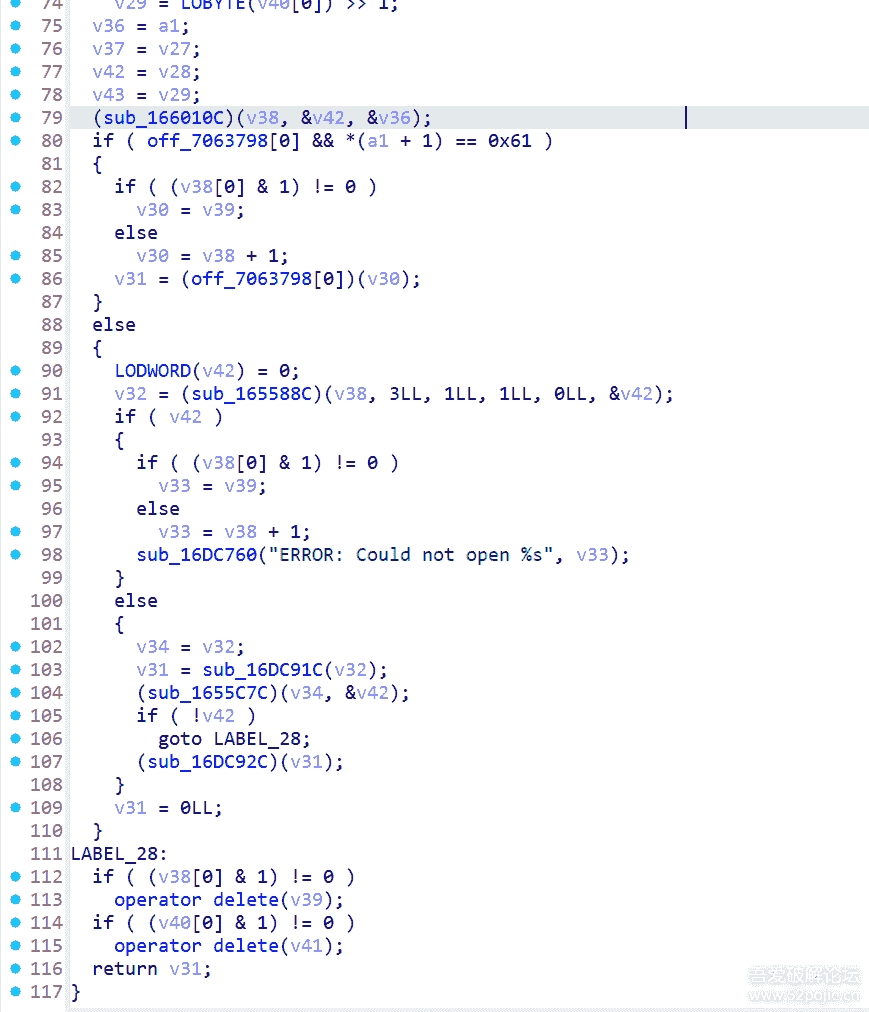 74 v29 = LOBYTE(v40[0]) >> 1;
75 v36 = a1;
76 v37 = v27;
77 v42 = v28;
78 v43 = v29;
79 (sub_166010C)(v38, &v42, &v36);
80 if ( off_7063798[0] && *(a1 + 1) == 0x61 )
81 {
82 if ( (v38[0] & 1) != 0 )
83 v30 = v39;
84 else
85 v30 = v38 + 1;
86 v31 = (off_7063798[0])(v30);
87 }
88 else
89 {
90 LODWORD(v42) = 0;
91 v32 = (sub_165588C)(v38, 3LL, 1LL, 1LL, 0LL, &v42);
92 if ( v42 )
93 {
94 if ( (v38[0] & 1) != 0 )
95 v33 = v39;
96 else
97 v33 = v38 + 1;
98 sub_16DC760("ERROR: Could not open %s", v33);
99 }
100 else
101 {
102 v34 = v32;
103 v31 = sub_16DC91C(v32);
104 (sub_1655C7C)(v34, &v42);
105 if ( !v42 )
106 goto LABEL_28;
107 (sub_16DC92C)(v31);
108 }
109 v31 = 0LL;
110 }
111 LABEL_28:
112 if ( (v38[0] & 1) != 0 )
113 operator delete(v39);
114 if ( (v40[0] & 1) != 0 )
115 operator delete(v41);
116 return v31;
117 }
吾爱破解论坛
www.52pojie.cn